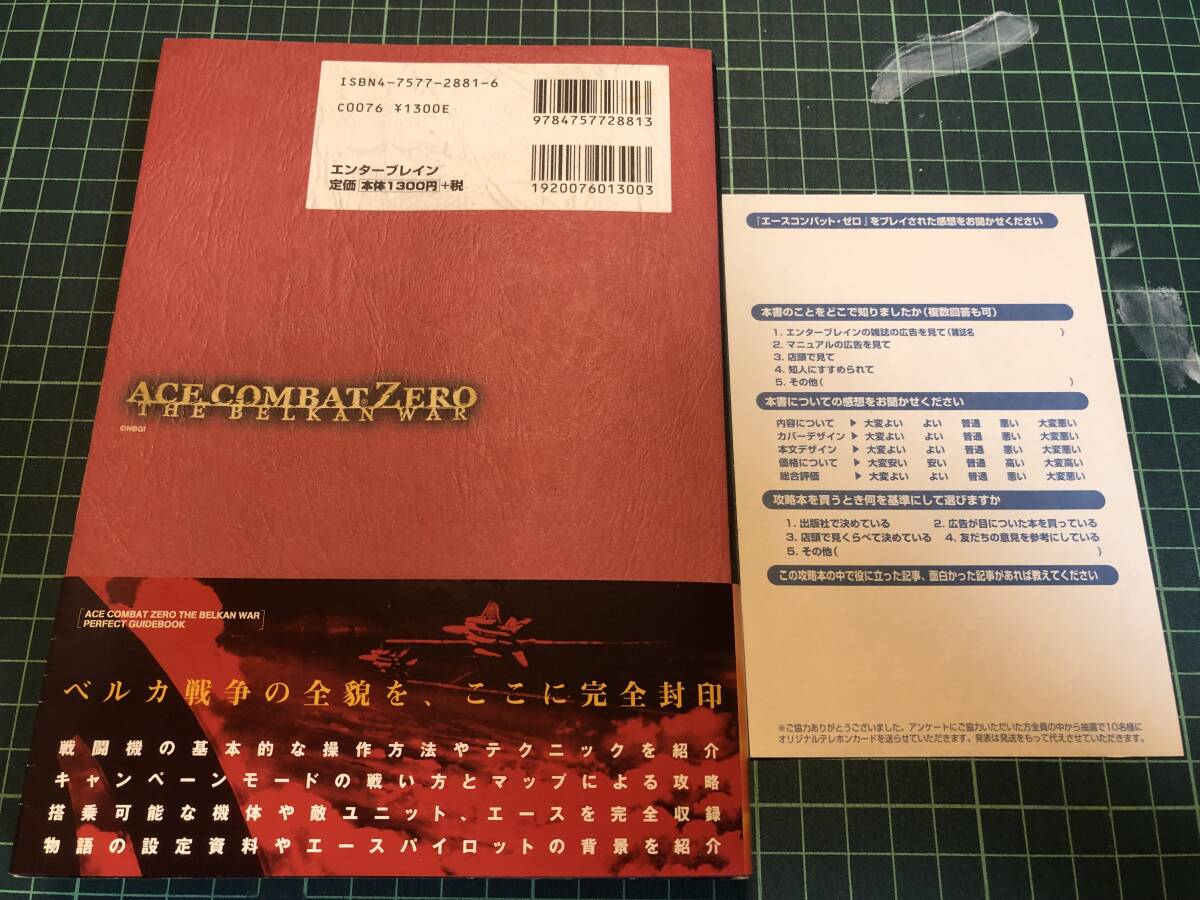 ISBN4-7577-2881-6
C0076 ¥1300E
9784757728813
エンターブレイン
定価 本体1300円+税
1920076013003
ACE COMBAT ZERO
THE BELKAN WAR
©NBGI
ACE COMBAT ZERO THE BELKAN WAR
PERFECT GUIDEBOOK
ベルカ戦争の全貌を、ここに完全封印
戦闘機の基本的な操作方法やテクニックを紹介
キャンペーンモードの戦い方とマップによる攻略
搭乗可能な機体や敵ユニット、エースを完全収録
物語の設定資料やエースパイロットの背景を紹介
『エースコンバット・ゼロ』をプレイされた感想をお聞かせください
本書のことをどこで知りましたか(複数回答も可)
1. エンターブレインの雑誌の広告を見て(雑誌名 )
2. マニュアルの広告を見て
3. 店頭で見て
4. 知人にすすめられて
5. その他( )
本書についての感想をお聞かせください
内容について ▶ 大変よい よい 普通 悪い 大変悪い
カバーデザイン ▶ 大変よい よい 普通 悪い 大変悪い
本文デザイン ▶ 大変よい よい 普通 悪い 大変悪い
価格について ▶ 大変安い 安い 普通 高い 大変高い
総合評価 ▶ 大変よい よい 普通 悪い 大変悪い
攻略本を買うとき何を基準にして選びますか
1. 出版社で決めている 2. 広告が目についた本を買っている
3. 店頭で見くらべて決めている 4. 友だちの意見を参考にしている
5. その他( )
この攻略本の中で役に立った記事、面白かった記事があれば教えてください
※ご協力ありがとうございました。アンケートにご協力いただいた方全員の中から抽選で10名様に
オリジナルテレホンカードを送らせていただきます。発表は発送をもって代えさせていただきます。